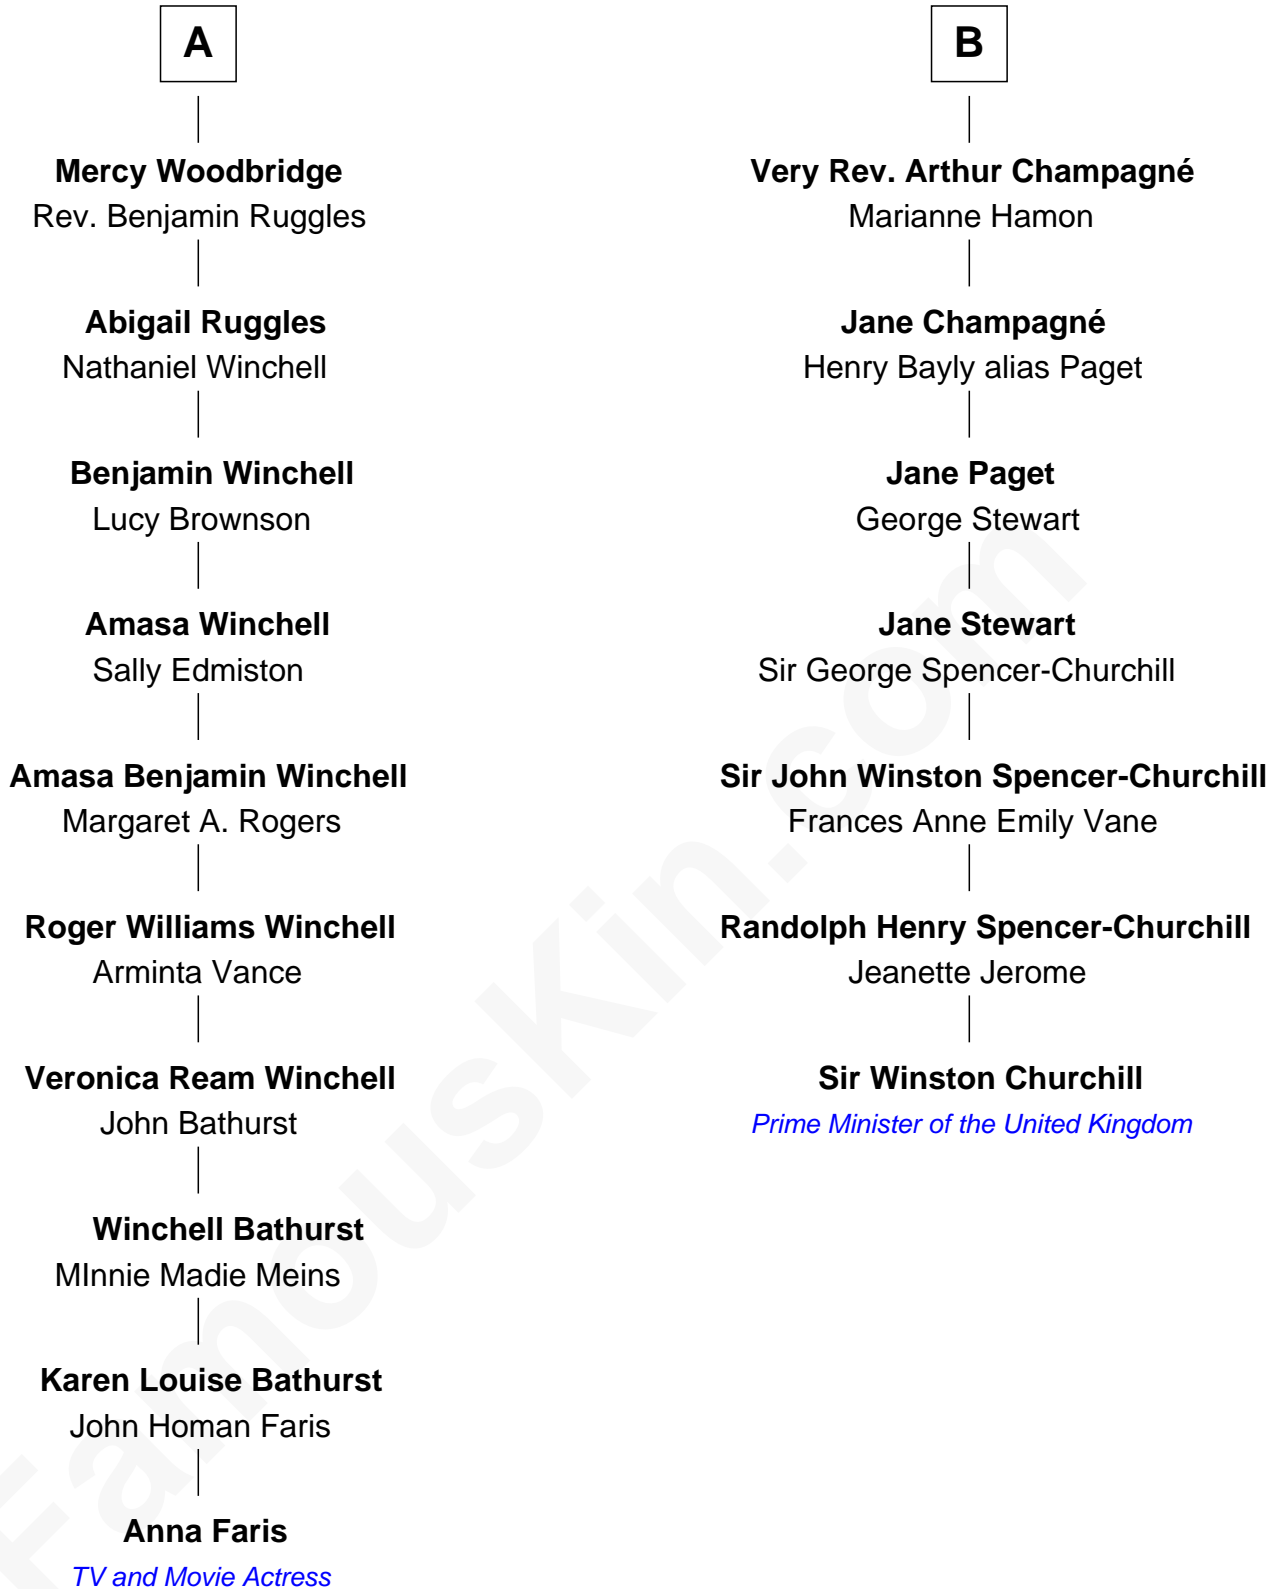 A
Mercy Woodbridge
Rev. Benjamin Ruggles
Abigail Ruggles
Nathaniel Winchell
Benjamin Winchell
Lucy Brownson
Amasa Winchell
Sally Edmiston
Amasa Benjamin Winchell
Margaret A. Rogers
Roger Williams Winchell
Arminta Vance
Veronica Ream Winchell
John Bathurst
Winchell Bathurst
MInnie Madie Meins
Karen Louise Bathurst
John Homan Faris
Anna Faris
TV and Movie Actress
B
Very Rev. Arthur Champagné
Marianne Hamon
Jane Champagné
Henry Bayly alias Paget
Jane Paget
George Stewart
Jane Stewart
Sir George Spencer-Churchill
Sir John Winston Spencer-Churchill
Frances Anne Emily Vane
Randolph Henry Spencer-Churchill
Jeanette Jerome
Sir Winston Churchill
Prime Minister of the United Kingdom
FamousKin.com